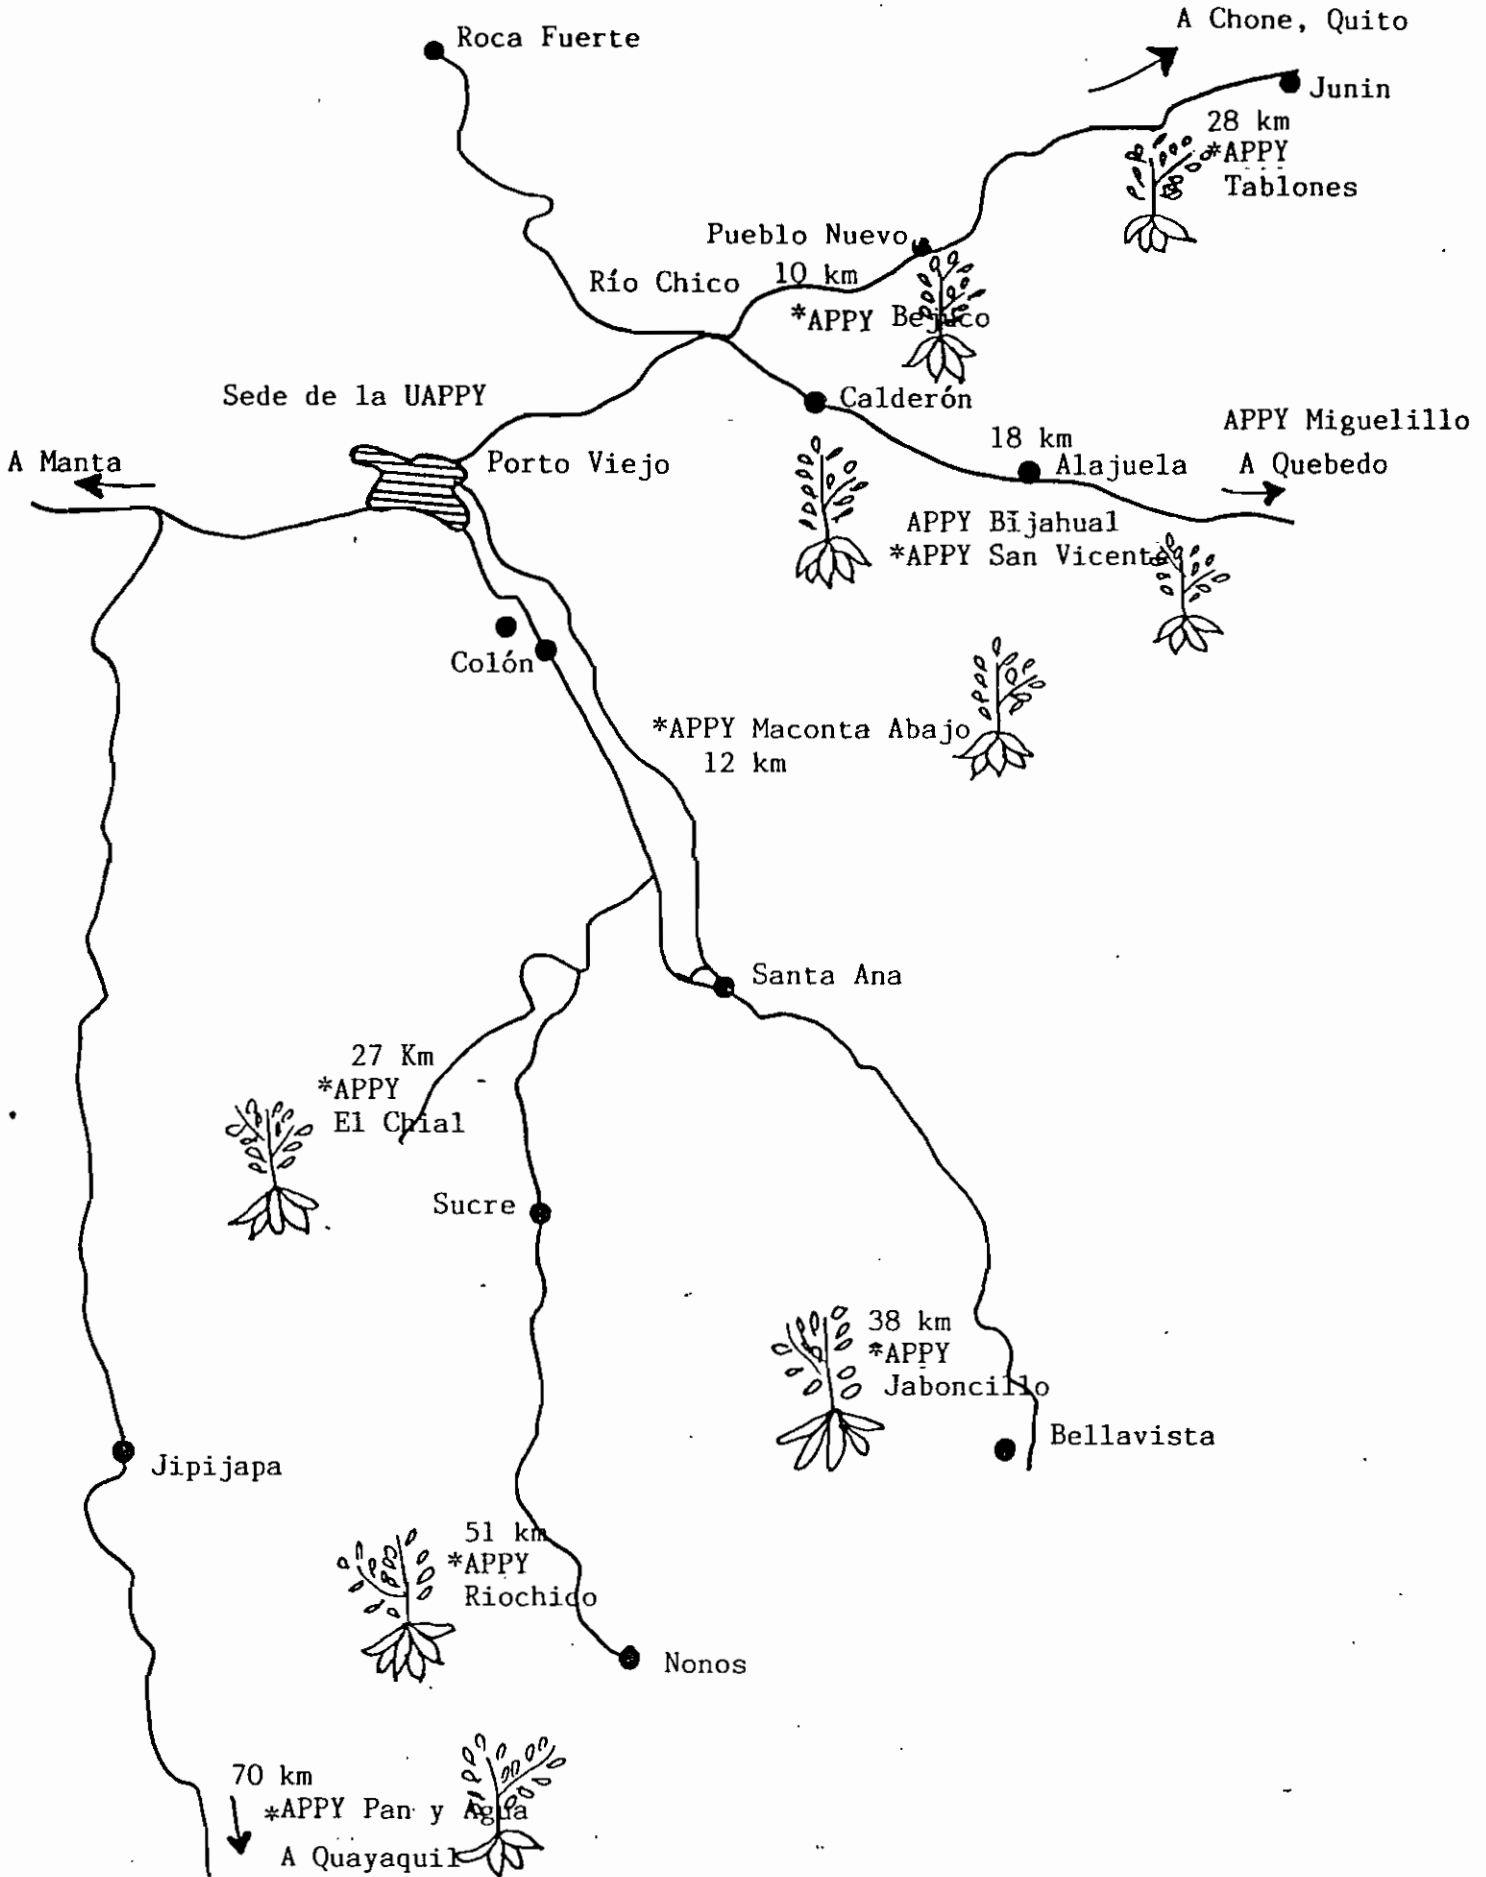 A Chone, Quito
Roca Fuerte
Junin
28 km
*APPY
Tablones
Pueblo Nuevo
Río Chico
10 km
*APPY Bejuco
Sede de la UAPPY
Calderón
APPY Miguelillo
18 km
A Manta
Porto Viejo
Alajuela
A Quebedo
APPY Bijahual
*APPY San Vicente
Colón
*APPY Maconta Abajo
12 km
Santa Ana
27 Km
*APPY
El Chial
Sucre
38 km
*APPY
Jaboncillo
Bellavista
Jipijapa
51 km
*APPY
Riochico
Nonos
70 km
*APPY Pan y Agua
A Quayaquil